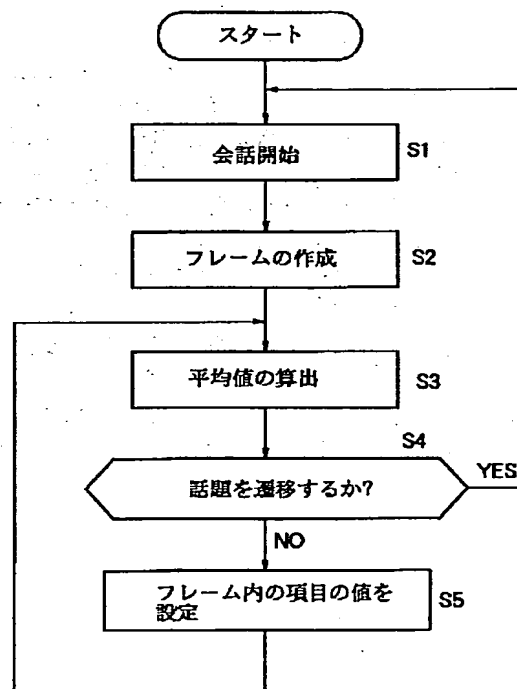 スタート
会話開始
S1
フレームの作成
S2
平均値の算出
S3
S4
話題を遷移するか?
YES
NO
フレーム内の項目の値を
設定
S5